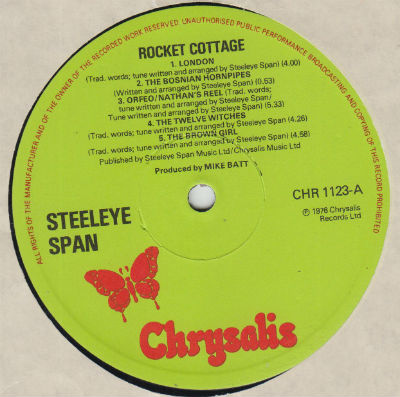 ALL RIGHTS OF THE MANUFACTURER AND OF THE OWNER OF THE RECORDED WORK RESERVED. UNAUTHORISED PUBLIC PERFORMANCE BROADCASTING AND COPYING OF THIS RECORD PROHIBITED
ROCKET COTTAGE
1. LONDON
(Trad. words; tune written and arranged by Steeleye Span) (4.00)
2. THE BOSNIAN HORNPIPES
(Written and arranged by Steeleye Span) (0.53)
3. ORFEO/NATHAN'S REEL (Trad. words;
tune written and arranged by Steeleye Span/
Tune written and arranged by Steeleye Span) (5.33)
4. THE TWELVE WITCHES
(Trad. words; tune written and arranged by Steeleye Span) (4.26)
5. THE BROWN GIRL
(Trad. words; tune written and arranged by Steeleye Span) (4.58)
Published by Steeleye Span Music Ltd/Chrysalis Music Ltd
Produced by MIKE BATT
CHR 1123-A
℗ 1976 Chrysalis
Records Ltd
STEELEYE
SPAN
Chrysalis